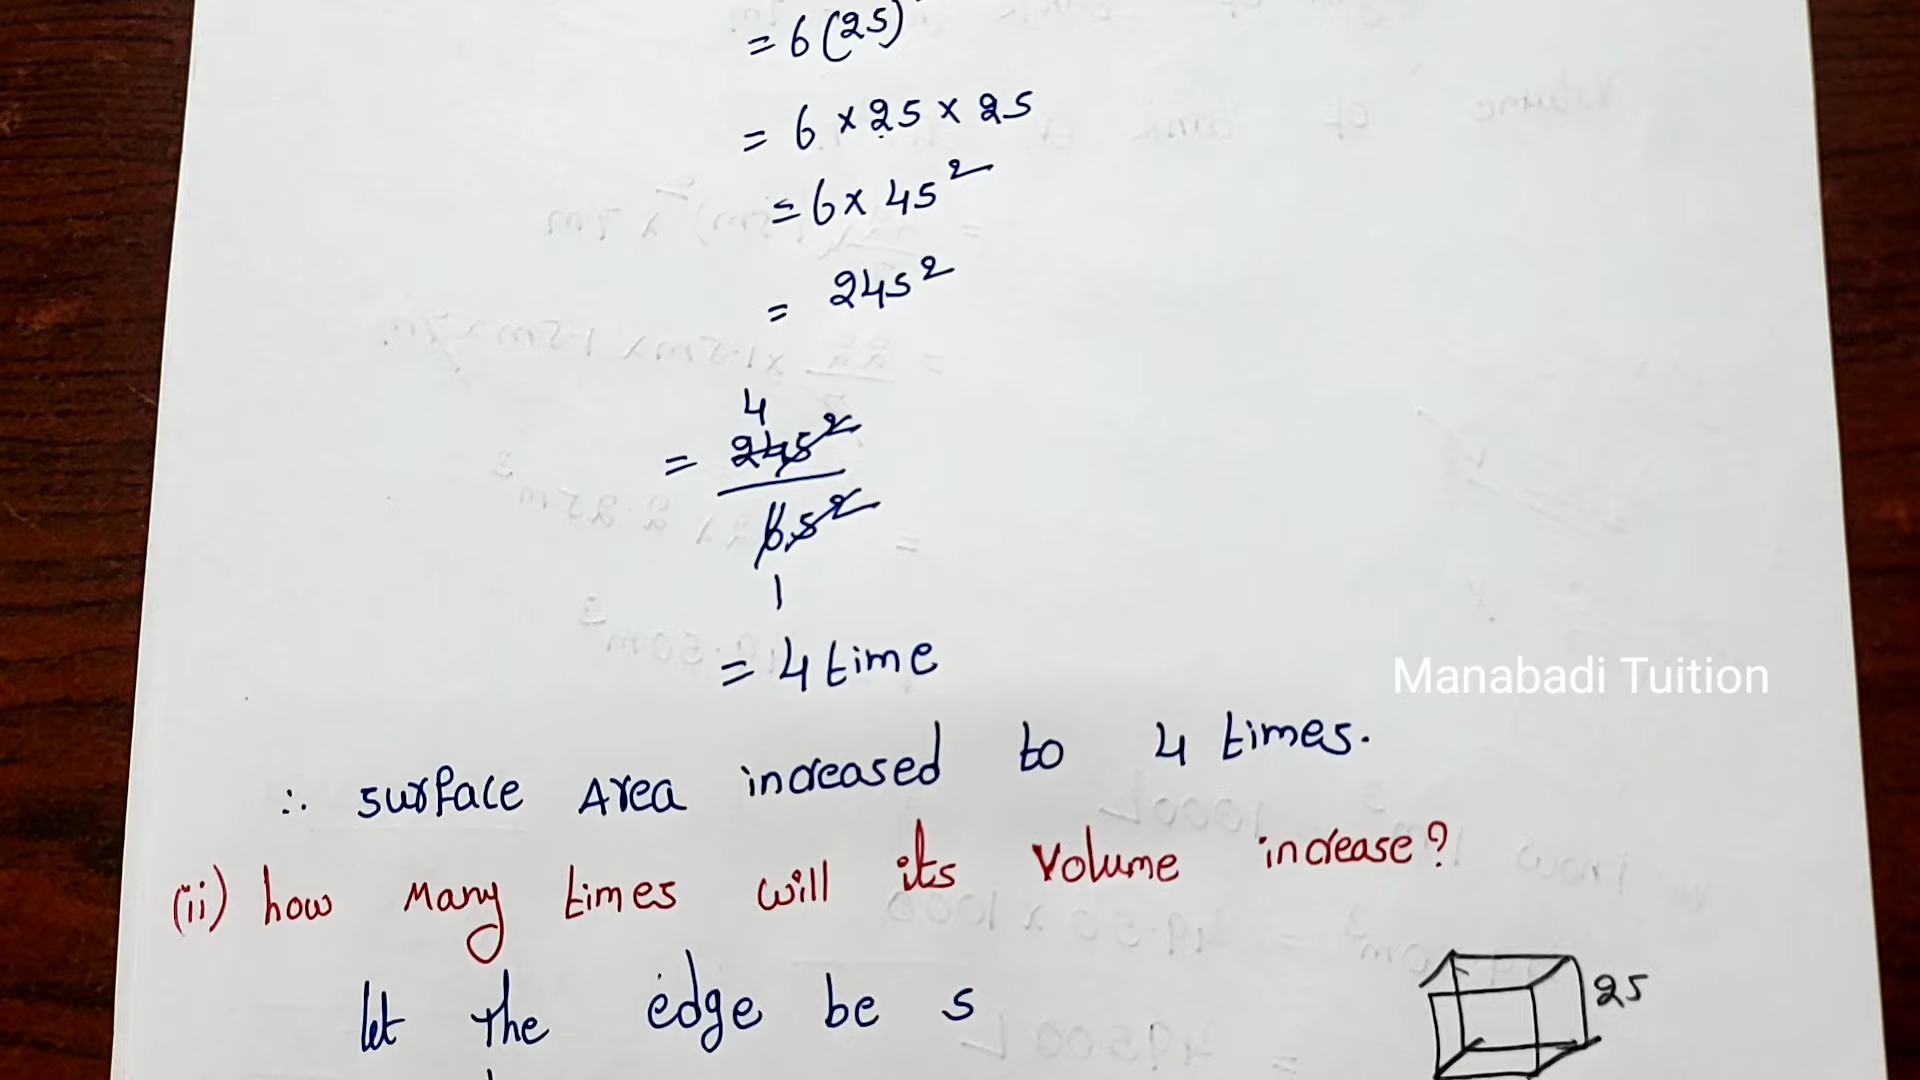 = 6(2s)
= 6 × 2s × 2s
= 6 × 4s²
= 24s²
4
= 24s²
6s²
1
= 4 time
Manabadi Tuition
∴ surface Area increased to 4 times.
(ii) how many times will its Volume increase?
let the edge be s
2s